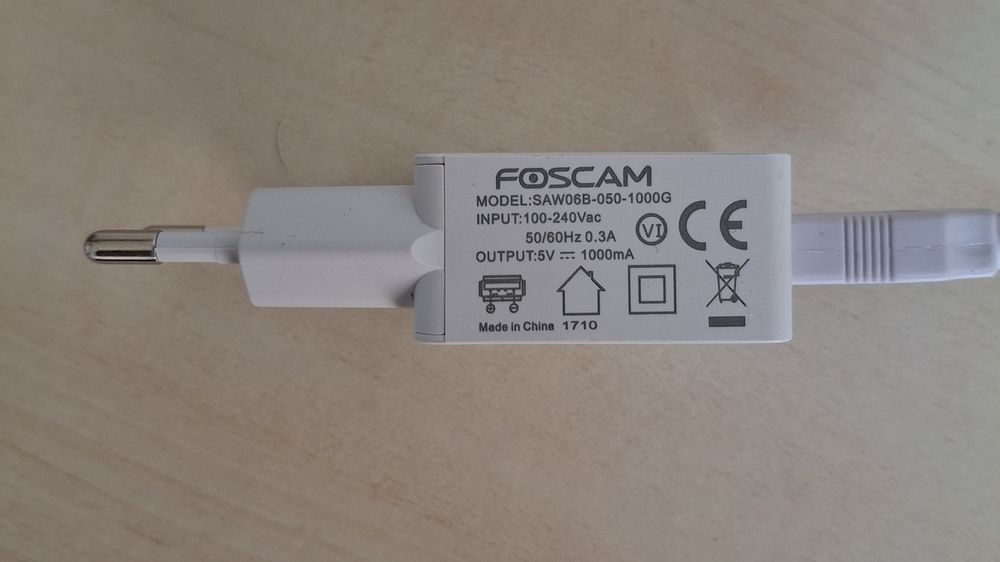 FOSCAM
MODEL:SAW06B-050-1000G
INPUT:100-240Vac
50/60Hz 0.3A
VI
CE
OUTPUT:5V ⎓ 1000mA
Made in China 1710